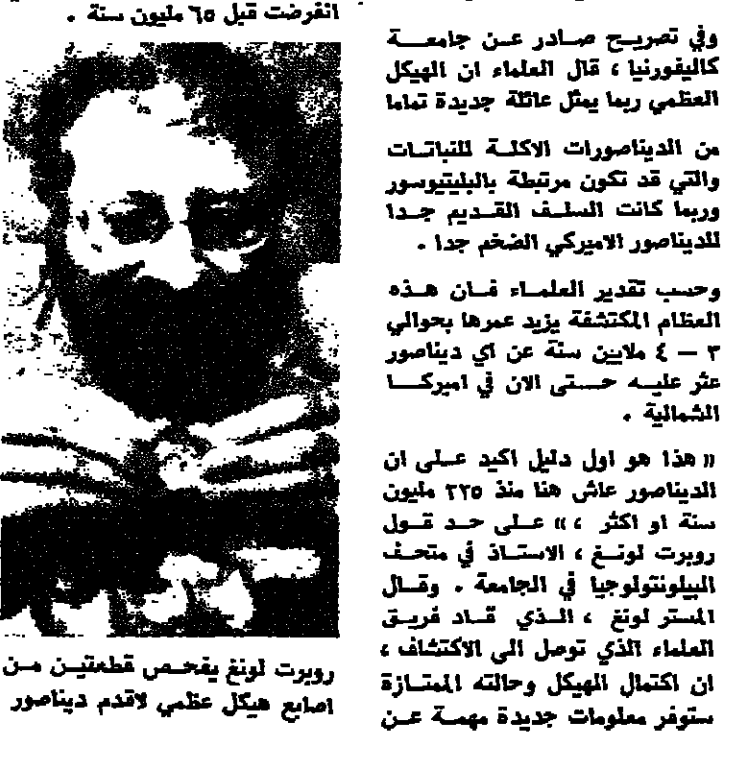 وفي تصريح صادر عن جامعة
كاليفورنيا ، قال العلماء ان الهيكل
العظمي ربما يمثل عائلة جديدة تماما
من الديناصورات الاكلة للنباتات
والتي قد تكون مرتبطة بالبليتيوسور
وربما كانت السلف القديم جدا
للديناصور الاميركي الضخم جدا .
وحسب تقدير العلماء فان هذه
العظام المكتشفة يزيد عمرها بحوالي
٣ — ٤ ملايين سنة عن اي ديناصور
عثر عليه حتى الان في اميركا
الشمالية .
« هذا هو اول دليل اكيد على ان
الديناصور عاش هنا منذ ٢٢٥ مليون
سنة او اكثر ، » على حد قول
روبرت لونغ ، الاستاذ في متحف
البيلونتولوجيا في الجامعة . وقال
المستر لونغ ، الذي قاد فريق
العلماء الذي توصل الى الاكتشاف ،
ان اكتمال الهيكل وحالته الممتازة
ستوفر معلومات جديدة مهمة عن
انقرضت قبل ٦٥ مليون سنة .
روبرت لونغ يفحص قطعتين من
اصابع هيكل عظمي لاقدم ديناصور